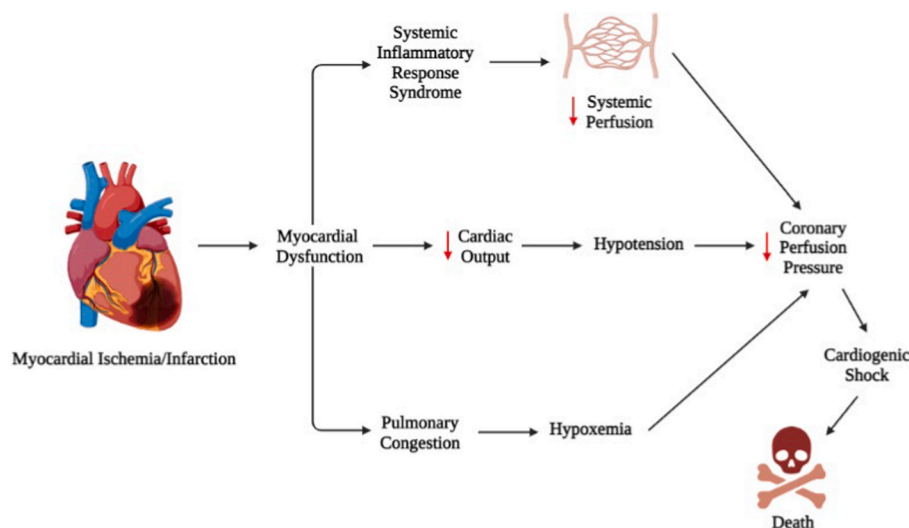 Systemic
Inflammatory
Response
Syndrome
Systemic
Perfusion
Myocardial Ischemia/Infarction
Myocardial
Dysfunction
Cardiac
Output
Hypotension
Coronary
Perfusion
Pressure
Pulmonary
Congestion
Hypoxemia
Cardiogenic
Shock
Death